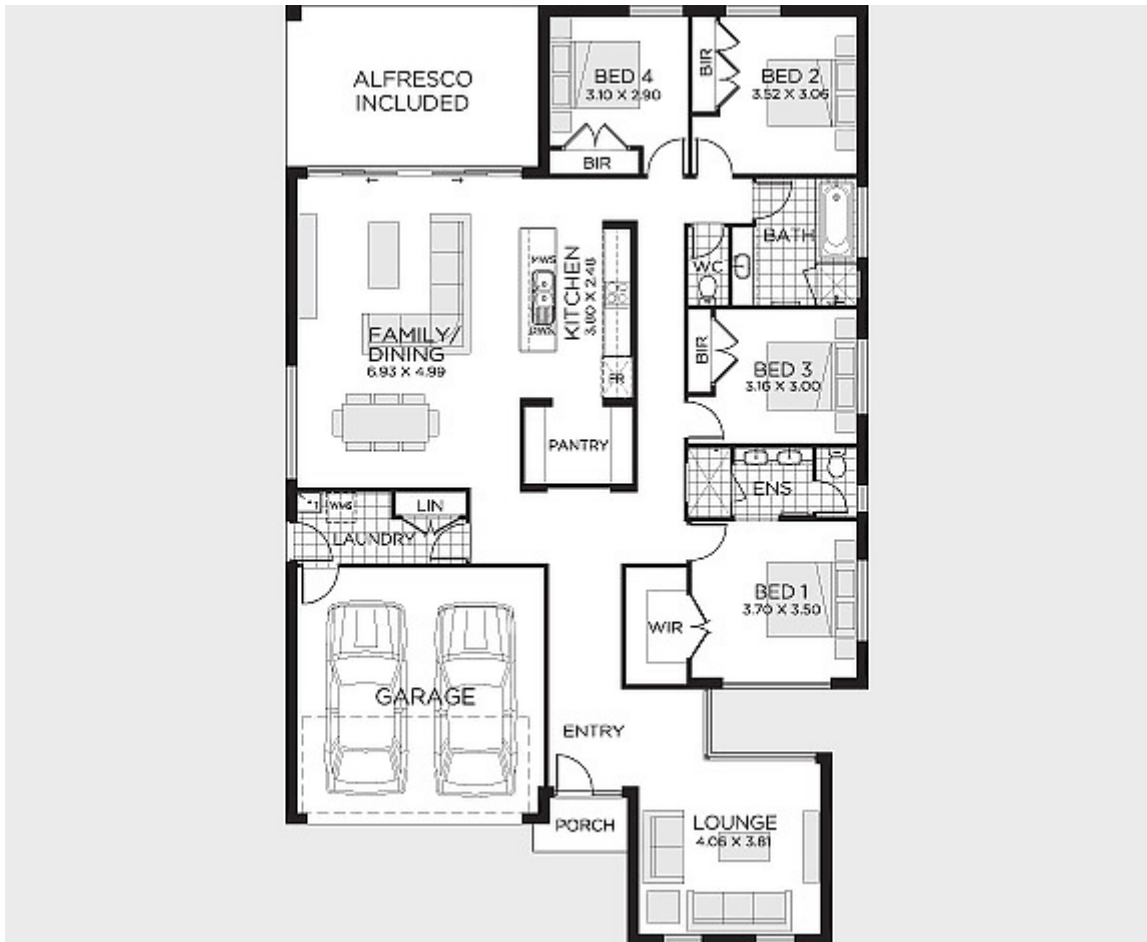 ALFRESCO
INCLUDED
BED 4
3.10 X 2.90
BIR
BIR
BED 2
3.52 X 3.06
BATH
WC
KITCHEN
3.80 X 2.48
FAMILY/
DINING
6.93 X 4.99
FR
BIR
BED 3
3.16 X 3.00
PANTRY
ENS
LIN
LAUNDRY
BED 1
3.70 X 3.50
WIR
GARAGE
ENTRY
PORCH
LOUNGE
4.06 X 3.81